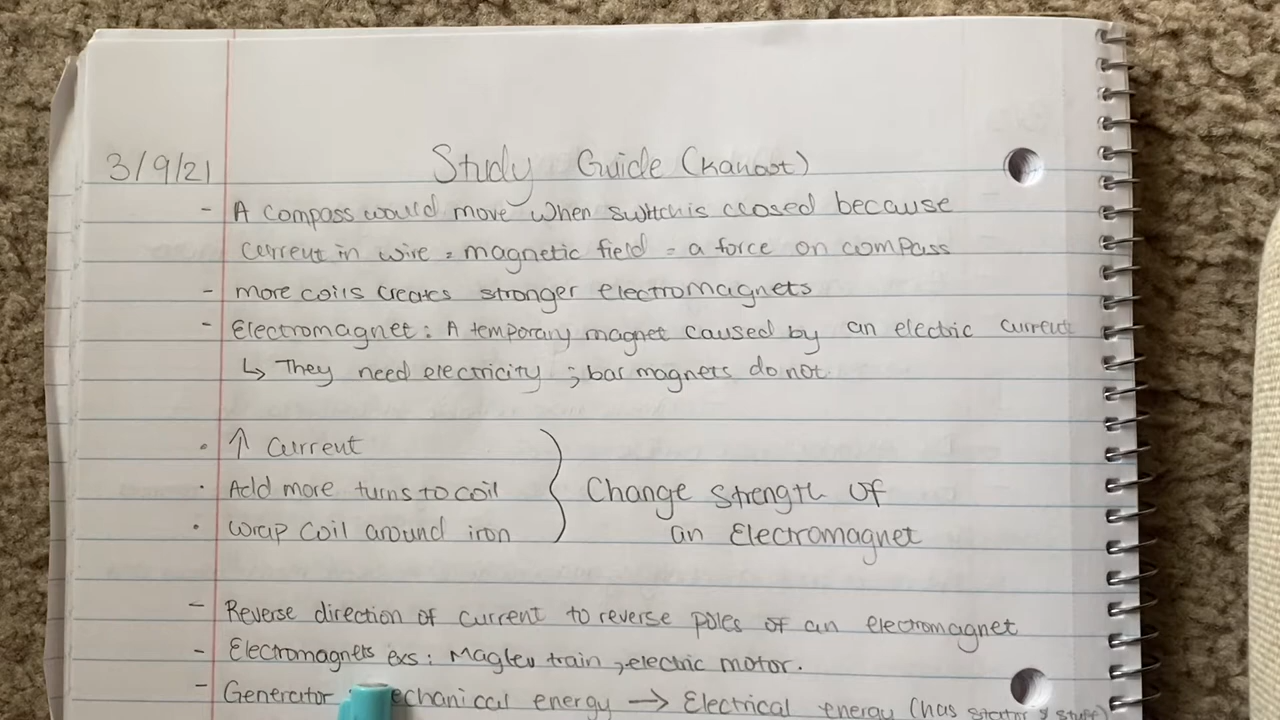 3/9/21 Study Guide (Kahoot)
- A compass would move when switch is closed because
current in wire = magnetic field = a force on compass
- more coils creates stronger electromagnets
- Electromagnet: A temporary magnet caused by an electric current
↳ They need electricity ; bar magnets do not.
• ↑ Current
• Add more turns to coil
• Wrap coil around iron
} Change strength of
an Electromagnet
- Reverse direction of current to reverse poles of an electromagnet
- Electromagnets exs: Maglev train, electric motor.
- Generator echanical energy → Electrical energy (has stator & stuff)